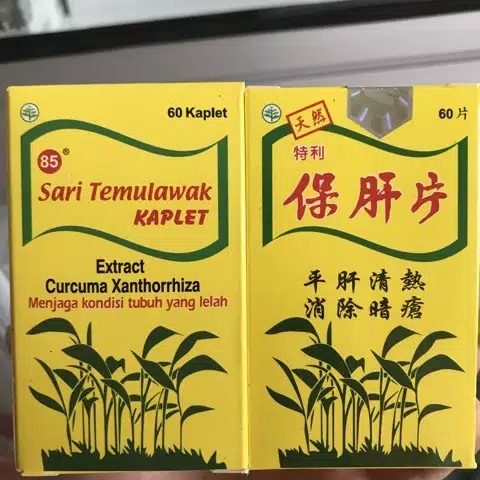 60 Kaplet
85®
Sari Temulawak
KAPLET
Extract
Curcuma Xanthorrhiza
Menjaga kondisi tubuh yang lelah
天然
60片
特利
保肝片
平肝清熱
消除暗瘡